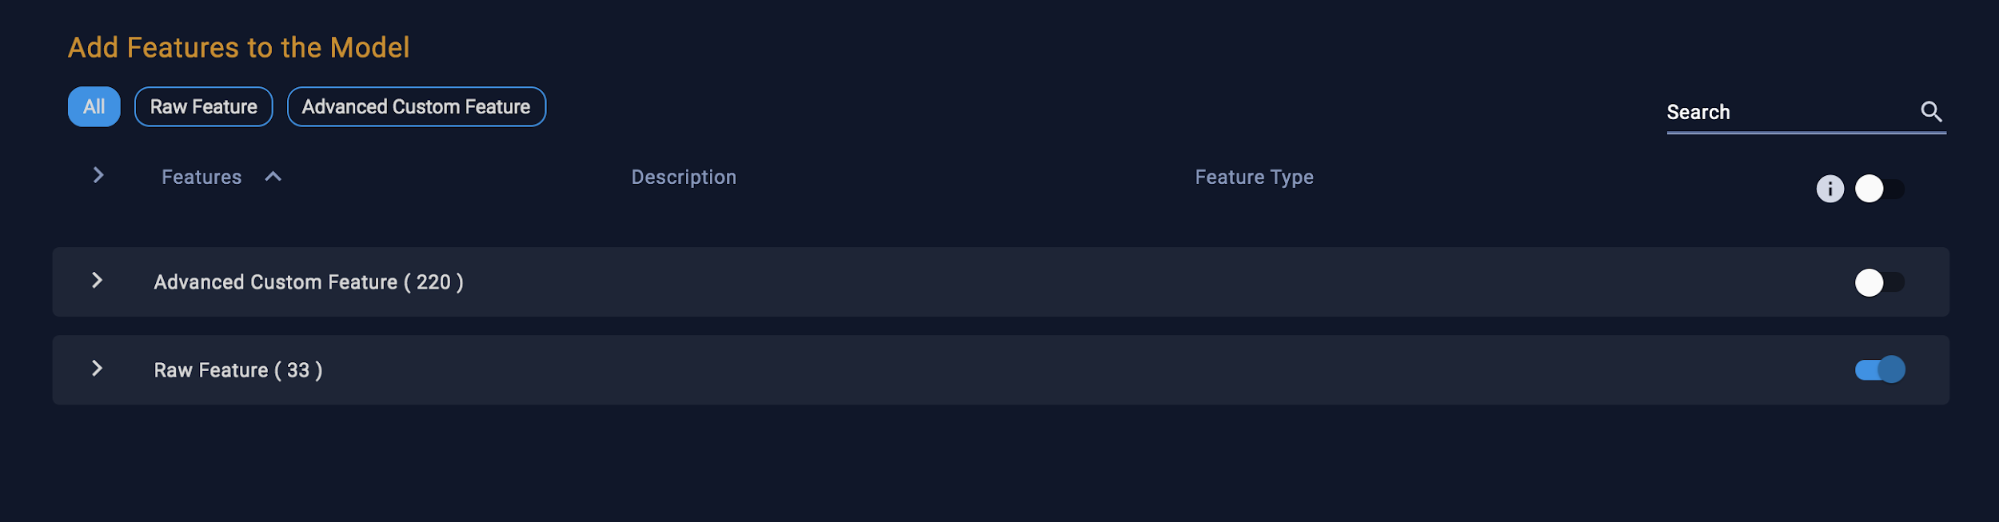 Add Features to the Model
All Raw Feature Advanced Custom Feature
Search
Features Description Feature Type
Advanced Custom Feature ( 220 )
Raw Feature ( 33 )